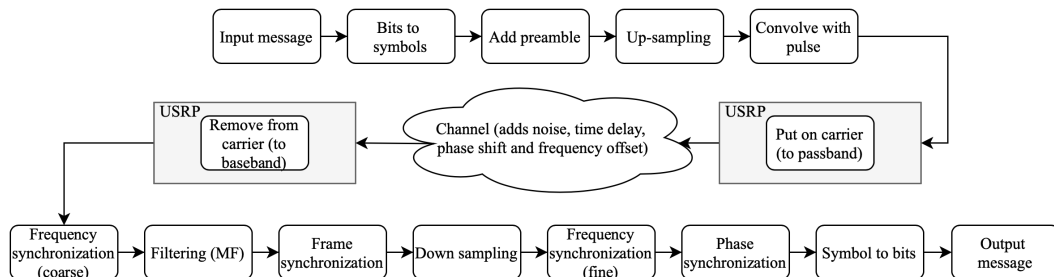 Input message
Bits to
symbols
Add preamble
Up-sampling
Convolve with
pulse
USRP
Remove from
carrier (to
baseband)
Channel (adds noise, time delay,
phase shift and frequency offset)
USRP
Put on carrier
(to passband)
Frequency
synchronization
(coarse)
Filtering (MF)
Frame
synchronization
Down sampling
Frequency
synchronization
(fine)
Phase
synchronization
Symbol to bits
Output
message